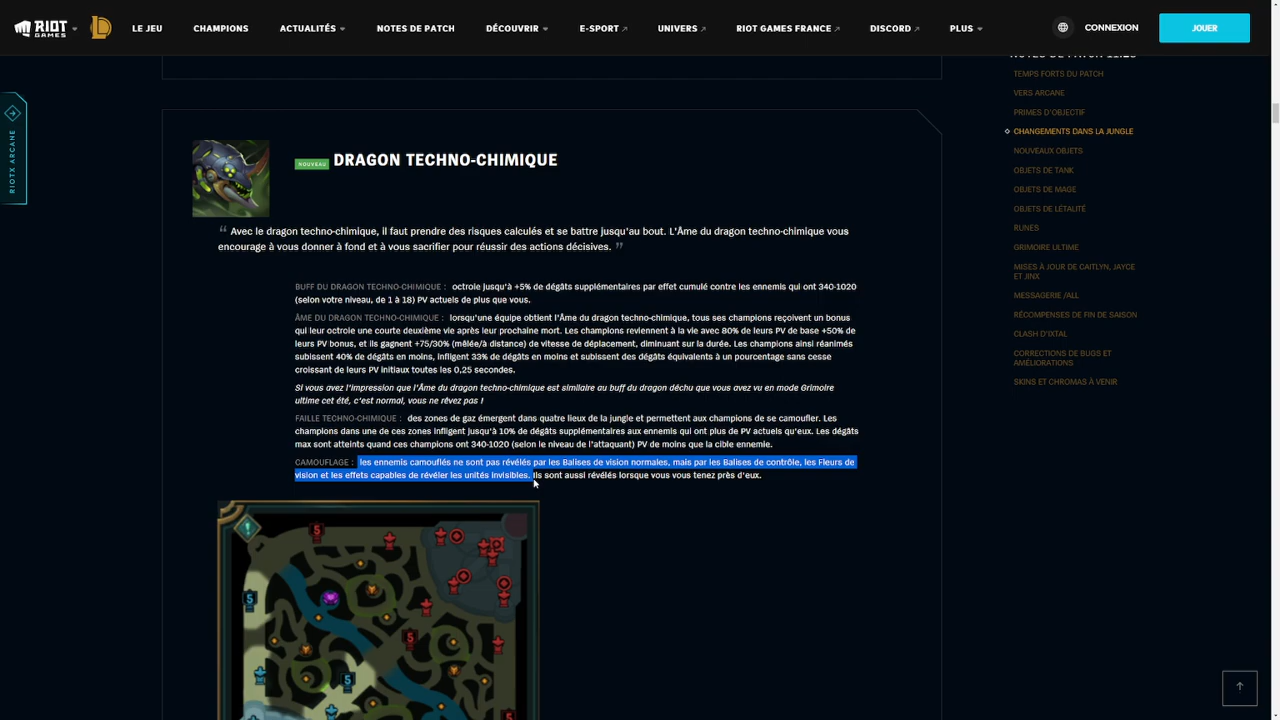 RIOT GAMES
LE JEU
CHAMPIONS
ACTUALITÉS
NOTES DE PATCH
DÉCOUVRIR
E-SPORT
UNIVERS
RIOT GAMES FRANCE
DISCORD
PLUS
CONNEXION
JOUER
RIOTX ARCANE
NOUVEAU DRAGON TECHNO-CHIMIQUE
“ Avec le dragon techno-chimique, il faut prendre des risques calculés et se battre jusqu'au bout. L'Âme du dragon techno-chimique vous
encourage à vous donner à fond et à vous sacrifier pour réussir des actions décisives. ”
BUFF DU DRAGON TECHNO-CHIMIQUE : octroie jusqu'à +5% de dégâts supplémentaires par effet cumulé contre les ennemis qui ont 340-1020
(selon votre niveau, de 1 à 18) PV actuels de plus que vous.
ÂME DU DRAGON TECHNO-CHIMIQUE : lorsqu'une équipe obtient l'Âme du dragon techno-chimique, tous ses champions reçoivent un bonus
qui leur octroie une courte deuxième vie après leur prochaine mort. Les champions reviennent à la vie avec 80% de leurs PV de base +50% de
leurs PV bonus, et ils gagnent +75/30% (mêlée/à distance) de vitesse de déplacement, diminuant sur la durée. Les champions ainsi réanimés
subissent 40% de dégâts en moins, infligent 33% de dégâts en moins et subissent des dégâts équivalents à un pourcentage sans cesse
croissant de leurs PV initiaux toutes les 0,25 secondes.
Si vous avez l'impression que l'Âme du dragon techno-chimique est similaire au buff du dragon déchu que vous avez vu en mode Grimoire
ultime cet été, c'est normal, vous ne rêvez pas !
FAILLE TECHNO-CHIMIQUE : des zones de gaz émergent dans quatre lieux de la jungle et permettent aux champions de se camoufler. Les
champions dans une de ces zones infligent jusqu'à 10% de dégâts supplémentaires aux ennemis qui ont plus de PV actuels qu'eux. Les dégâts
max sont atteints quand ces champions ont 340-1020 (selon le niveau de l'attaquant) PV de moins que la cible ennemie.
CAMOUFLAGE : les ennemis camouflés ne sont pas révélés par les Balises de vision normales, mais par les Balises de contrôle, les Fleurs de
vision et les effets capables de révéler les unités invisibles. Ils sont aussi révélés lorsque vous vous tenez près d'eux.
5
5
5
5
5
TEMPS FORTS DU PATCH
VERS ARCANE
PRIMES D'OBJECTIF
CHANGEMENTS DANS LA JUNGLE
NOUVEAUX OBJETS
OBJETS DE TANK
OBJETS DE MAGE
OBJETS DE LÉTALITÉ
RUNES
GRIMOIRE ULTIME
MISES À JOUR DE CAITLYN, JAYCE
ET JINX
MESSAGERIE /ALL
RÉCOMPENSES DE FIN DE SAISON
CLASH D'IXTAL
CORRECTIONS DE BUGS ET
AMÉLIORATIONS
SKINS ET CHROMAS À VENIR